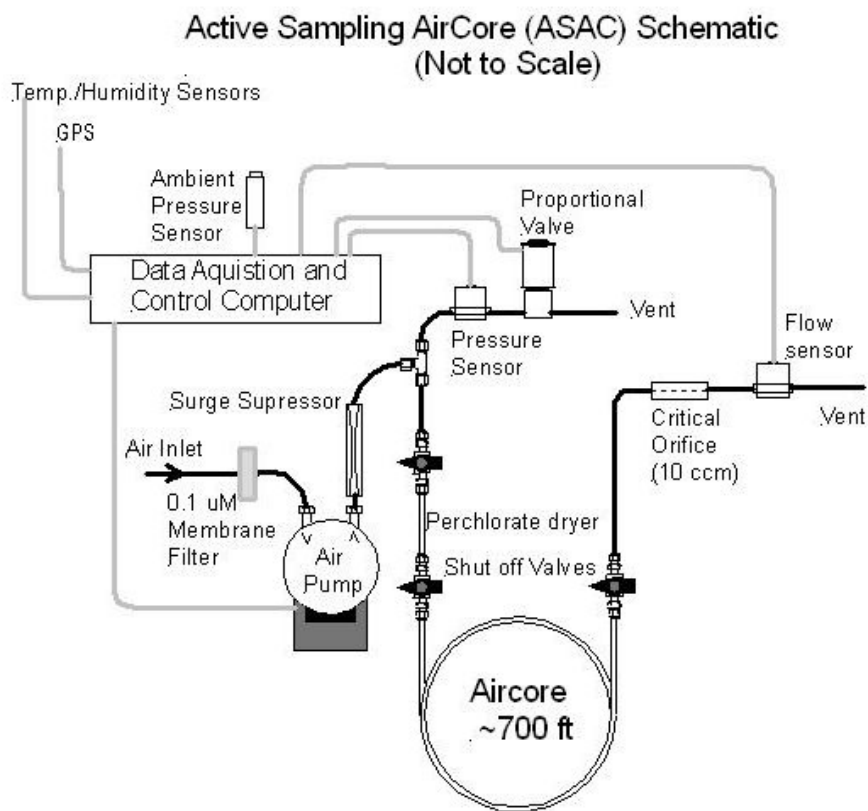 Active Sampling AirCore (ASAC) Schematic
(Not to Scale)
Temp./Humidity Sensors
GPS
Ambient
Pressure
Sensor
Proportional
Valve
Data Aquistion and
Control Computer
Vent
Pressure
Sensor
Flow
sensor
Surge Supressor
Critical
Orifice
(10 ccm)
Vent
Air Inlet
0.1 uM
Membrane
Filter
Perchlorate dryer
Air
Pump
Shut off Valves
Aircore
~700 ft